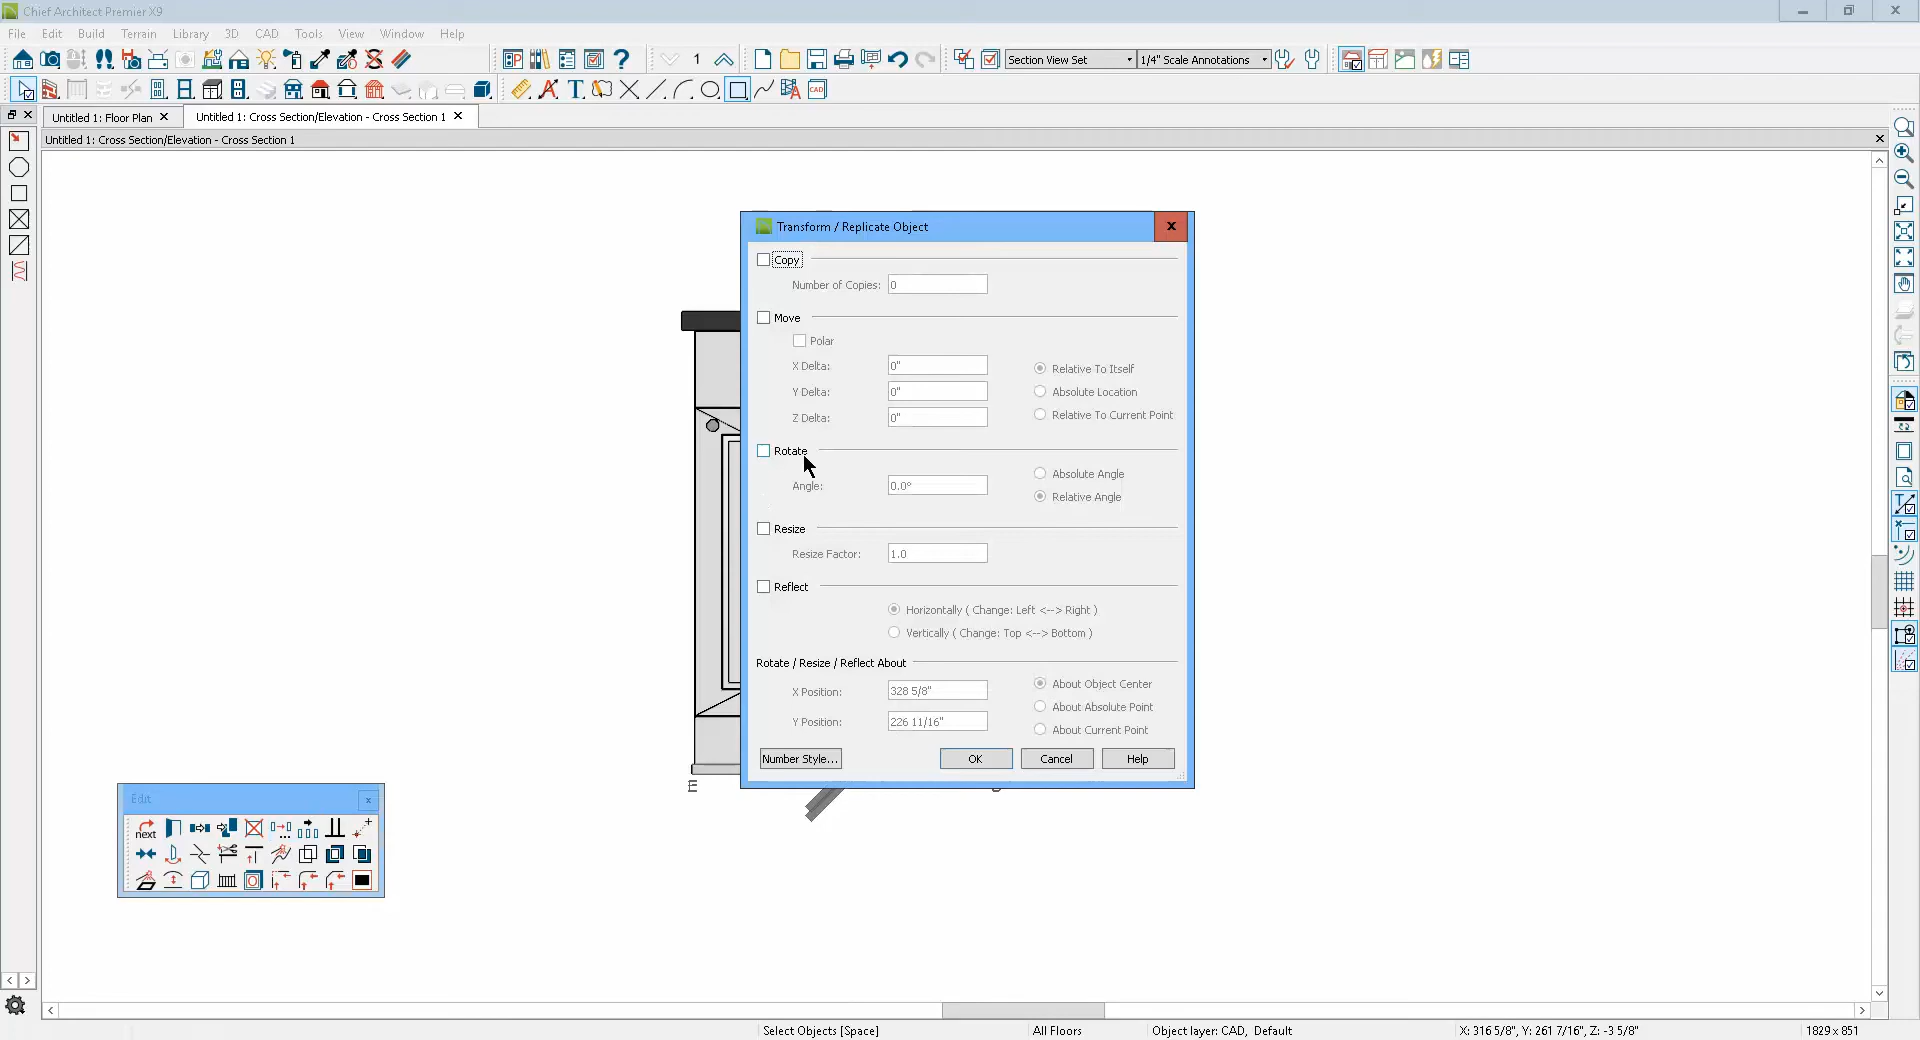 Chief Architect Premier X9
File Edit Build Terrain Library 3D CAD Tools View Window Help
1 Section View Set 1/4" Scale Annotations
CAD
Untitled 1: Floor Plan Untitled 1: Cross Section/Elevation - Cross Section 1
Untitled 1: Cross Section/Elevation - Cross Section 1
Transform / Replicate Object
Copy
Number of Copies: 0
Move
Polar
X Delta: 0" Relative To Itself
Y Delta: 0" Absolute Location
Z Delta: 0" Relative To Current Point
Rotate
Absolute Angle
Angle: 0.0°
Relative Angle
Resize
Resize Factor: 1.0
Reflect
Horizontally ( Change: Left <--> Right )
Vertically ( Change: Top <--> Bottom )
Rotate / Resize / Reflect About
X Position: 328 5/8" About Object Center
About Absolute Point
Y Position: 226 11/16" About Current Point
Number Style... OK Cancel Help
Edit
next
Select Objects [Space] All Floors Object layer: CAD, Default X: 316 5/8", Y: 261 7/16", Z: -3 5/8" 1829 x 851